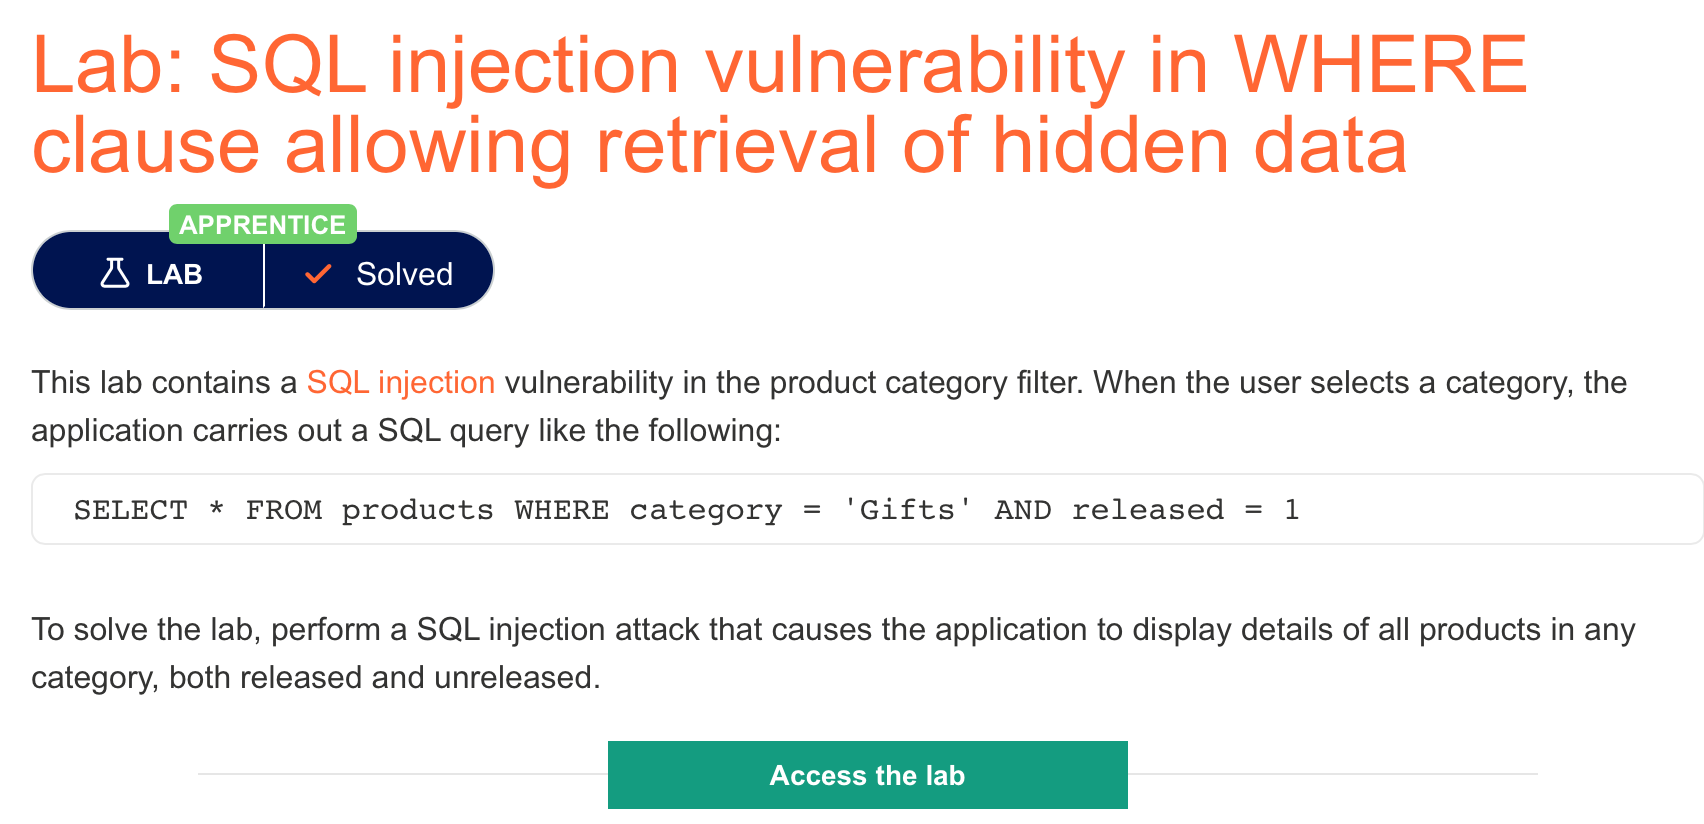 Lab: SQL injection vulnerability in WHERE
clause allowing retrieval of hidden data
APPRENTICE
LAB
Solved
This lab contains a SQL injection vulnerability in the product category filter. When the user selects a category, the
application carries out a SQL query like the following:
SELECT * FROM products WHERE category = 'Gifts' AND released = 1
To solve the lab, perform a SQL injection attack that causes the application to display details of all products in any
category, both released and unreleased.
Access the lab